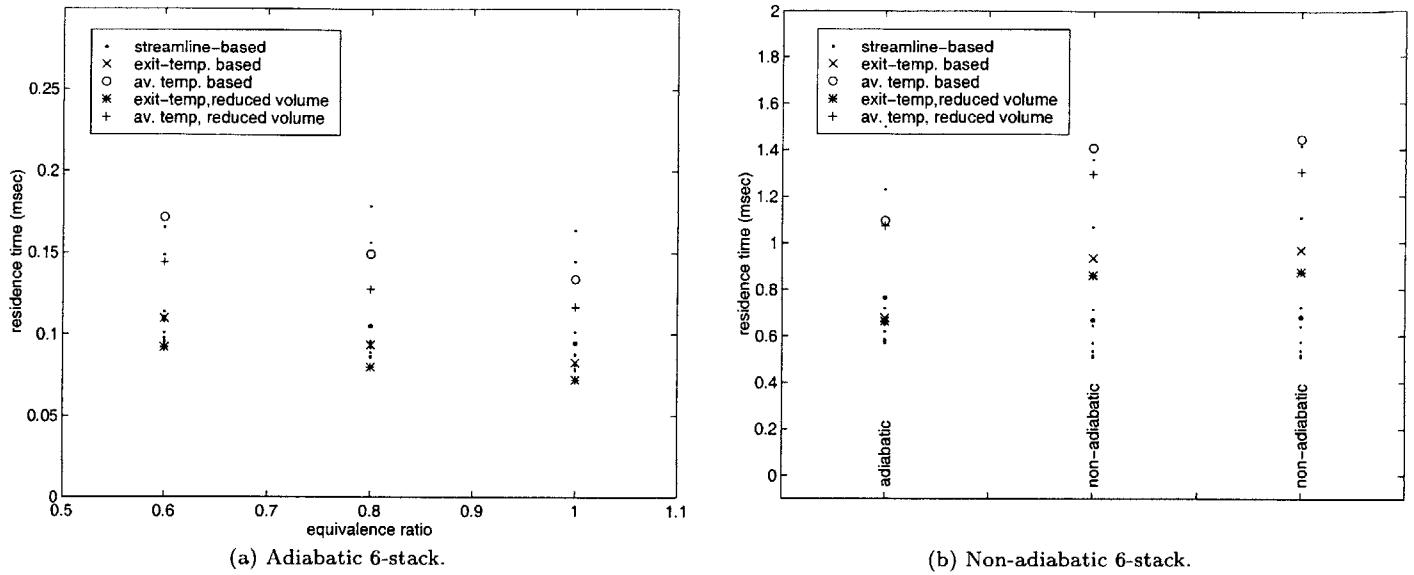 0.25
0.2
0.15
0.1
0.05
0
residence time (msec)
streamline-based
exit-temp. based
av. temp. based
exit-temp,reduced volume
av. temp, reduced volume
0.5
0.6
0.7
0.8
0.9
1
1.1
equivalence ratio
(a) Adiabatic 6-stack.
2
1.8
1.6
1.4
1.2
1
0.8
0.6
0.4
0.2
0
residence time (msec)
streamline-based
exit-temp. based
av. temp. based
exit-temp,reduced volume
av. temp, reduced volume
adiabatic
non-adiabatic
non-adiabatic
(b) Non-adiabatic 6-stack.